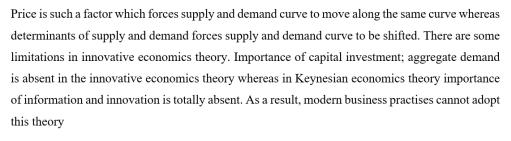 Price is such a factor which forces supply and demand curve to move along the same curve whereas
determinants of supply and demand forces supply and demand curve to be shifted. There are some
limitations in innovative economics theory. Importance of capital investment; aggregate demand
is absent in the innovative economics theory whereas in Keynesian economics theory importance
of information and innovation is totally absent. As a result, modern business practises cannot adopt
this theory